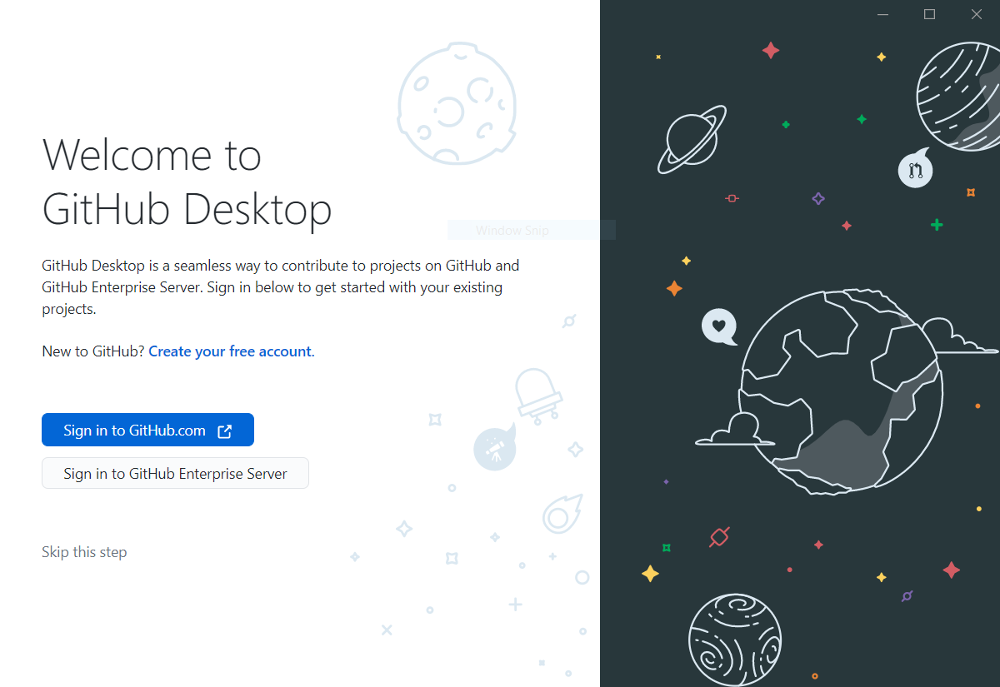 Welcome to
GitHub Desktop
Window Snip
GitHub Desktop is a seamless way to contribute to projects on GitHub and
GitHub Enterprise Server. Sign in below to get started with your existing
projects.
New to GitHub? Create your free account.
Sign in to GitHub.com
Sign in to GitHub Enterprise Server
Skip this step